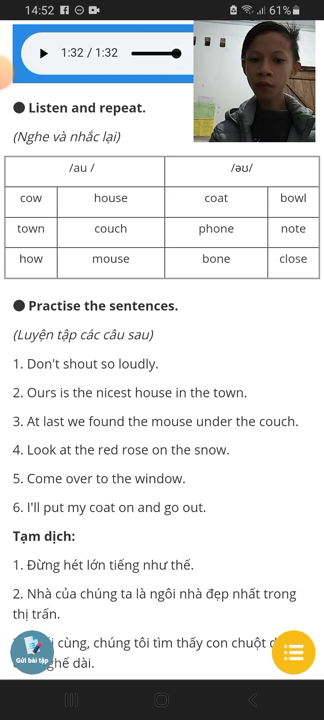 14:52 61%
1:32 / 1:32
Listen and repeat.
(Nghe và nhắc lại)
/au / /əʊ/
cow house coat bowl
town couch phone note
how mouse bone close
Practise the sentences.
(Luyện tập các câu sau)
1. Don't shout so loudly.
2. Ours is the nicest house in the town.
3. At last we found the mouse under the couch.
4. Look at the red rose on the snow.
5. Come over to the window.
6. I'll put my coat on and go out.
Tạm dịch:
1. Đừng hét lớn tiếng như thế.
2. Nhà của chúng ta là ngôi nhà đẹp nhất trong
thị trấn.
cùng, chúng tôi tìm thấy con chuột
ghế dài.
Gửi bài tập